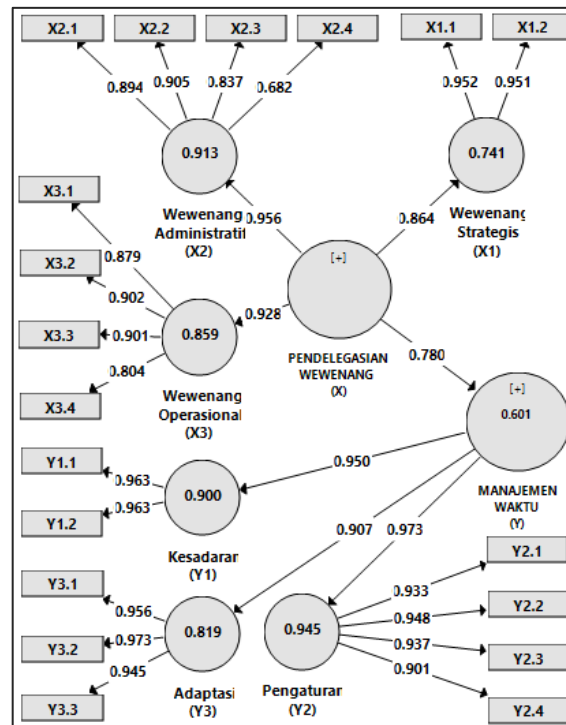 X2.1 X2.2 X2.3 X2.4 X1.1 X1.2
0.894 0.905 0.837 0.682 0.952 0.951
0.913
0.741
X3.1
Wewenang
Administratif
(X2)
0.956
0.864
Wewenang
Strategis
(X1)
0.879
X3.2
0.902
[+]
X3.3
0.901
0.859
0.928
0.804
X3.4
Wewenang
Operasional
(X3)
PENDELEGASIAN
WEWENANG
(X)
0.780
[+]
0.601
Y1.1
0.963
0.950
Y1.2
0.963
0.900
MANAJEMEN
WAKTU
(Y)
Kesadaran
(Y1)
0.907
0.973
Y2.1
Y3.1
0.956
0.933
Y2.2
0.948
Y3.2
0.973
0.819
0.945
0.937
Y2.3
0.945
0.901
Y3.3
Adaptasi
(Y3)
Pengaturan
(Y2)
Y2.4